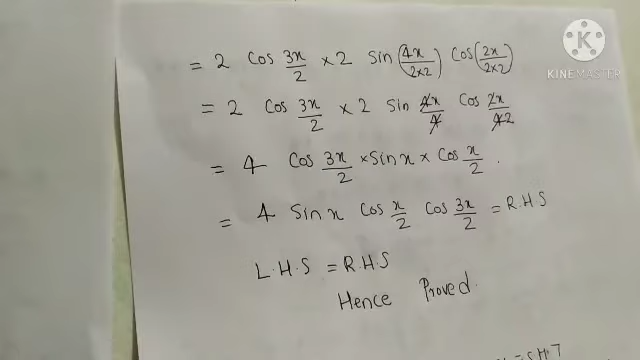 = 2 cos 3x/2 × 2 sin (4x/2×2) cos (2x/2×2)
KINEMASTER
= 2 cos 3x/2 × 2 sin 4x/4 cos 2x/4 2
= 4 cos 3x/2 × sin x × cos x/2 .
= 4 sin x cos x/2 cos 3x/2 = R.H.S
L.H.S = R.H.S
Hence Proved.